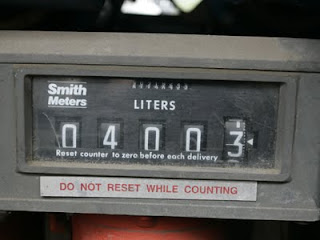 Smith
Meters
LITERS
0 4 0 0 3
Reset counter to zero before each delivery
DO NOT RESET WHILE COUNTING